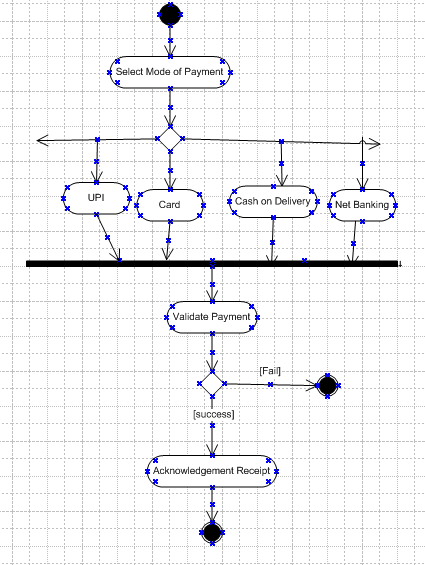 Select Mode of Payment
UPI
Card
Cash on Delivery
Net Banking
Validate Payment
[Fail]
[success]
Acknowledgement Receipt